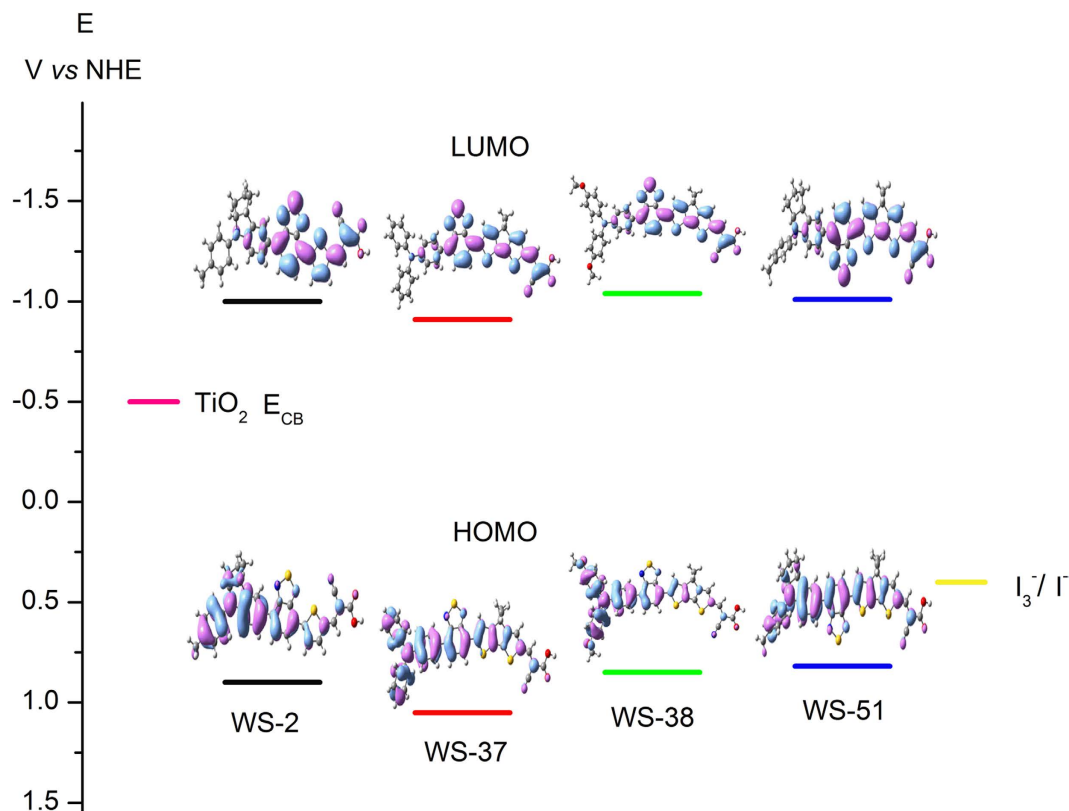 E
V vs NHE
LUMO
-1.5
-1.0
-0.5
TiO₂ E_CB
0.0
HOMO
0.5
I₃⁻/ I⁻
1.0
WS-2
WS-37
WS-38
WS-51
1.5